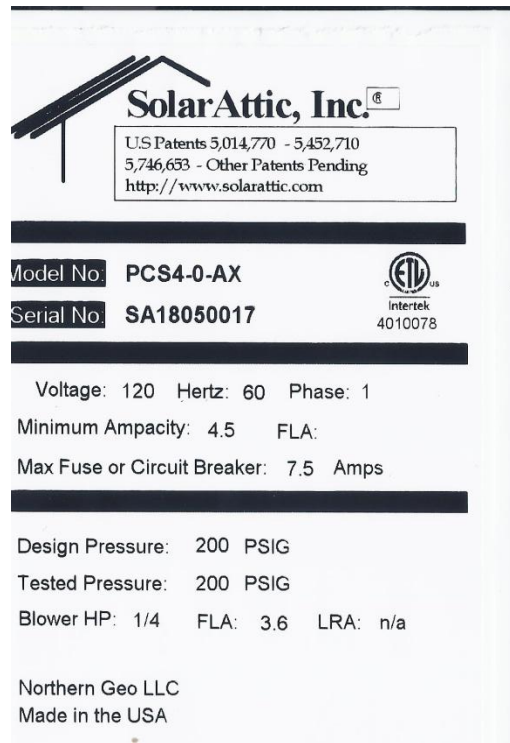 SolarAttic, Inc.®
U.S Patents 5,014,770 - 5,452,710
5,746,653 - Other Patents Pending
http://www.solarattic.com
Model No: PCS4-0-AX
Serial No: SA18050017
C ETL US
Intertek
4010078
Voltage: 120 Hertz: 60 Phase: 1
Minimum Ampacity: 4.5 FLA:
Max Fuse or Circuit Breaker: 7.5 Amps
Design Pressure: 200 PSIG
Tested Pressure: 200 PSIG
Blower HP: 1/4 FLA: 3.6 LRA: n/a
Northern Geo LLC
Made in the USA